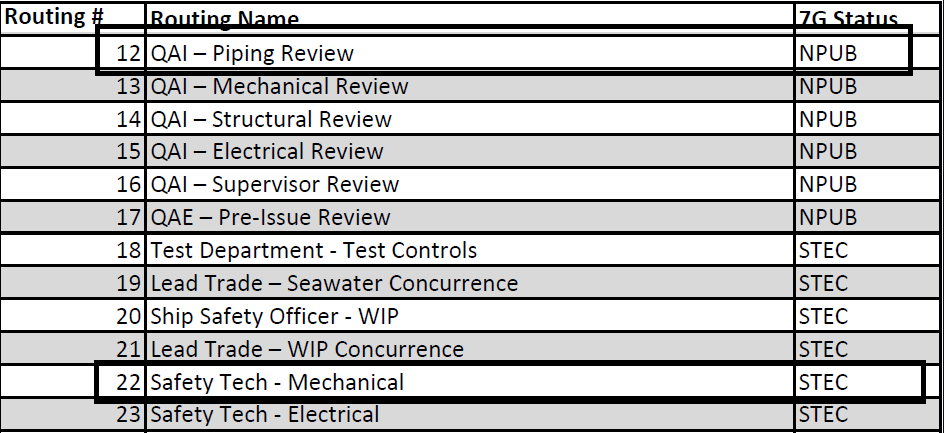 Routing # Routing Name 7G Status
12 QAI – Piping Review NPUB
13 QAI – Mechanical Review NPUB
14 QAI – Structural Review NPUB
15 QAI – Electrical Review NPUB
16 QAI – Supervisor Review NPUB
17 QAE – Pre-Issue Review NPUB
18 Test Department - Test Controls STEC
19 Lead Trade – Seawater Concurrence STEC
20 Ship Safety Officer - WIP STEC
21 Lead Trade – WIP Concurrence STEC
22 Safety Tech - Mechanical STEC
23 Safety Tech - Electrical STEC